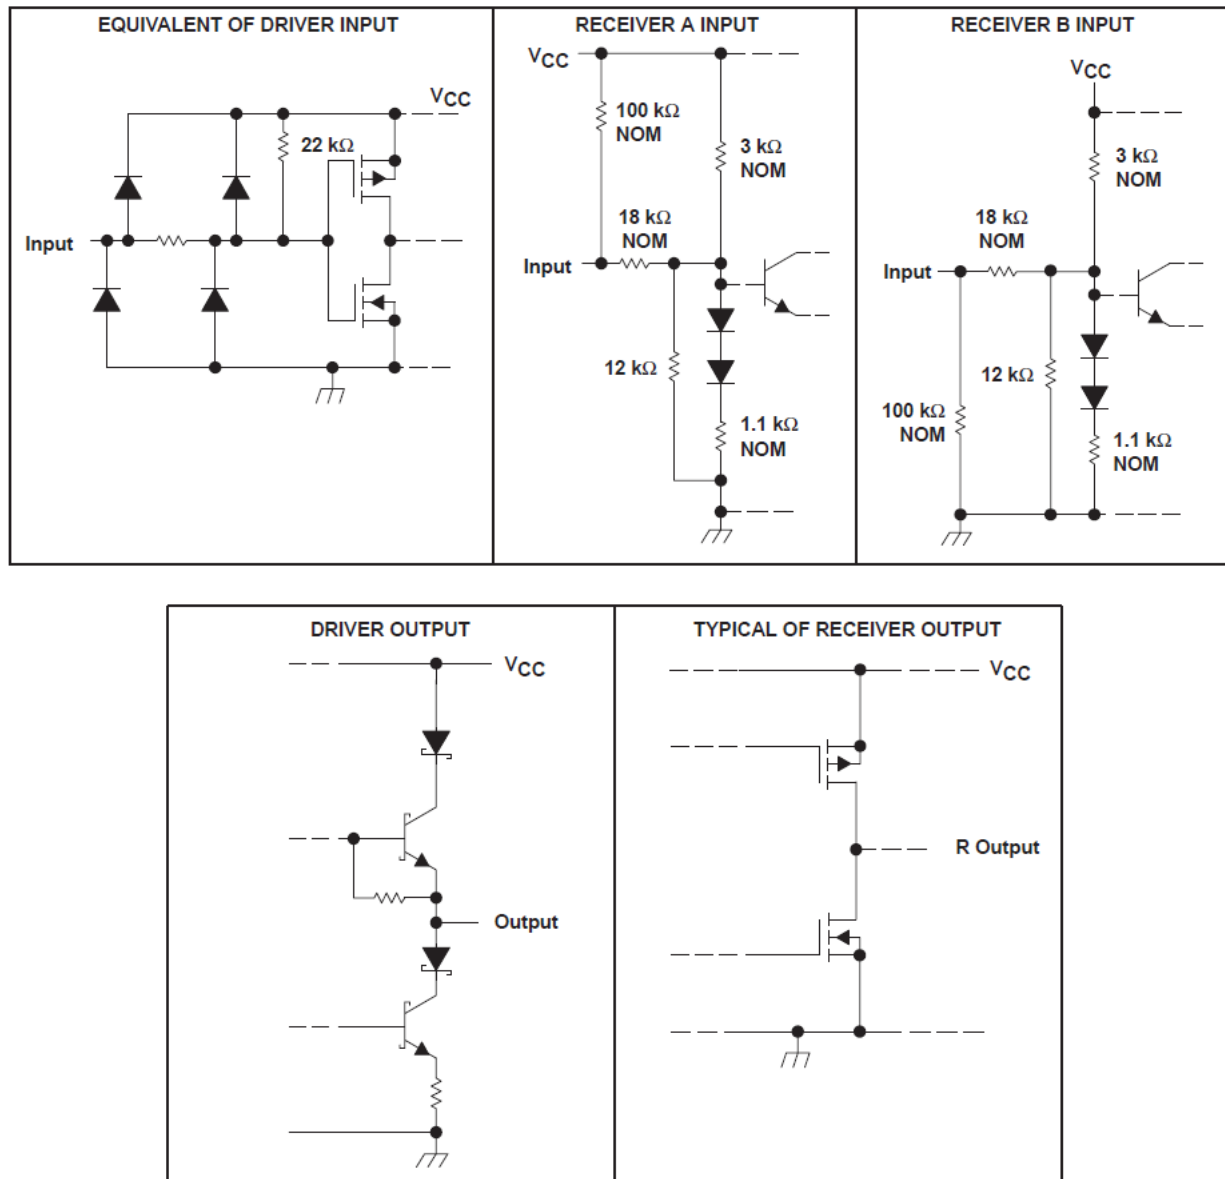 EQUIVALENT OF DRIVER INPUT
VCC
22 kΩ
Input
RECEIVER A INPUT
VCC
100 kΩ
NOM
3 kΩ
NOM
18 kΩ
NOM
Input
12 kΩ
1.1 kΩ
NOM
RECEIVER B INPUT
VCC
3 kΩ
NOM
18 kΩ
NOM
Input
12 kΩ
100 kΩ
NOM
1.1 kΩ
NOM
DRIVER OUTPUT
VCC
Output
TYPICAL OF RECEIVER OUTPUT
VCC
R Output